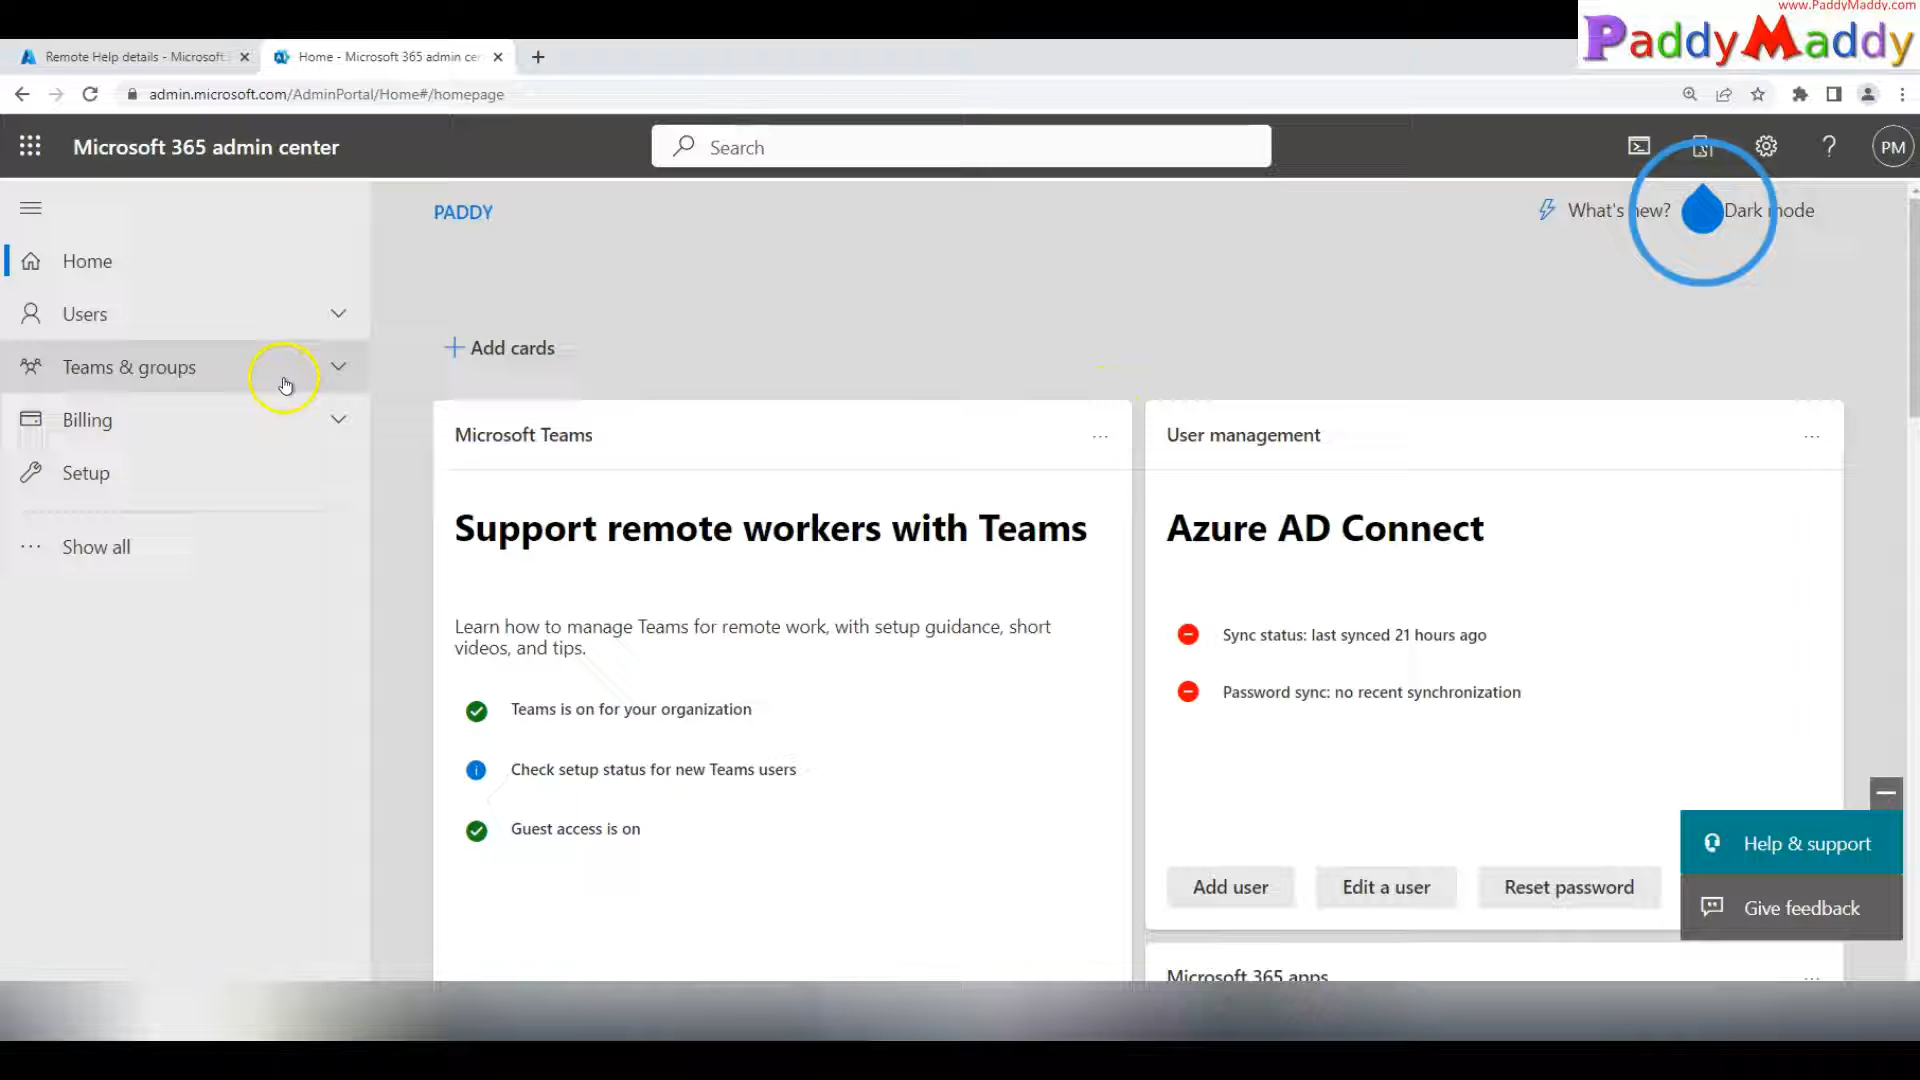 www.PaddyMaddy.com
PaddyMaddy
Remote Help details - Microsoft
Home - Microsoft 365 admin cen
admin.microsoft.com/AdminPortal/Home#/homepage
Microsoft 365 admin center
Search
PM
PADDY
What's new?
Dark mode
Home
Users
Teams & groups
Billing
Setup
Show all
Add cards
Microsoft Teams
Support remote workers with Teams
Learn how to manage Teams for remote work, with setup guidance, short
videos, and tips.
Teams is on for your organization
Check setup status for new Teams users
Guest access is on
User management
Azure AD Connect
Sync status: last synced 21 hours ago
Password sync: no recent synchronization
Add user
Edit a user
Reset password
Help & support
Give feedback
Microsoft 365 apps